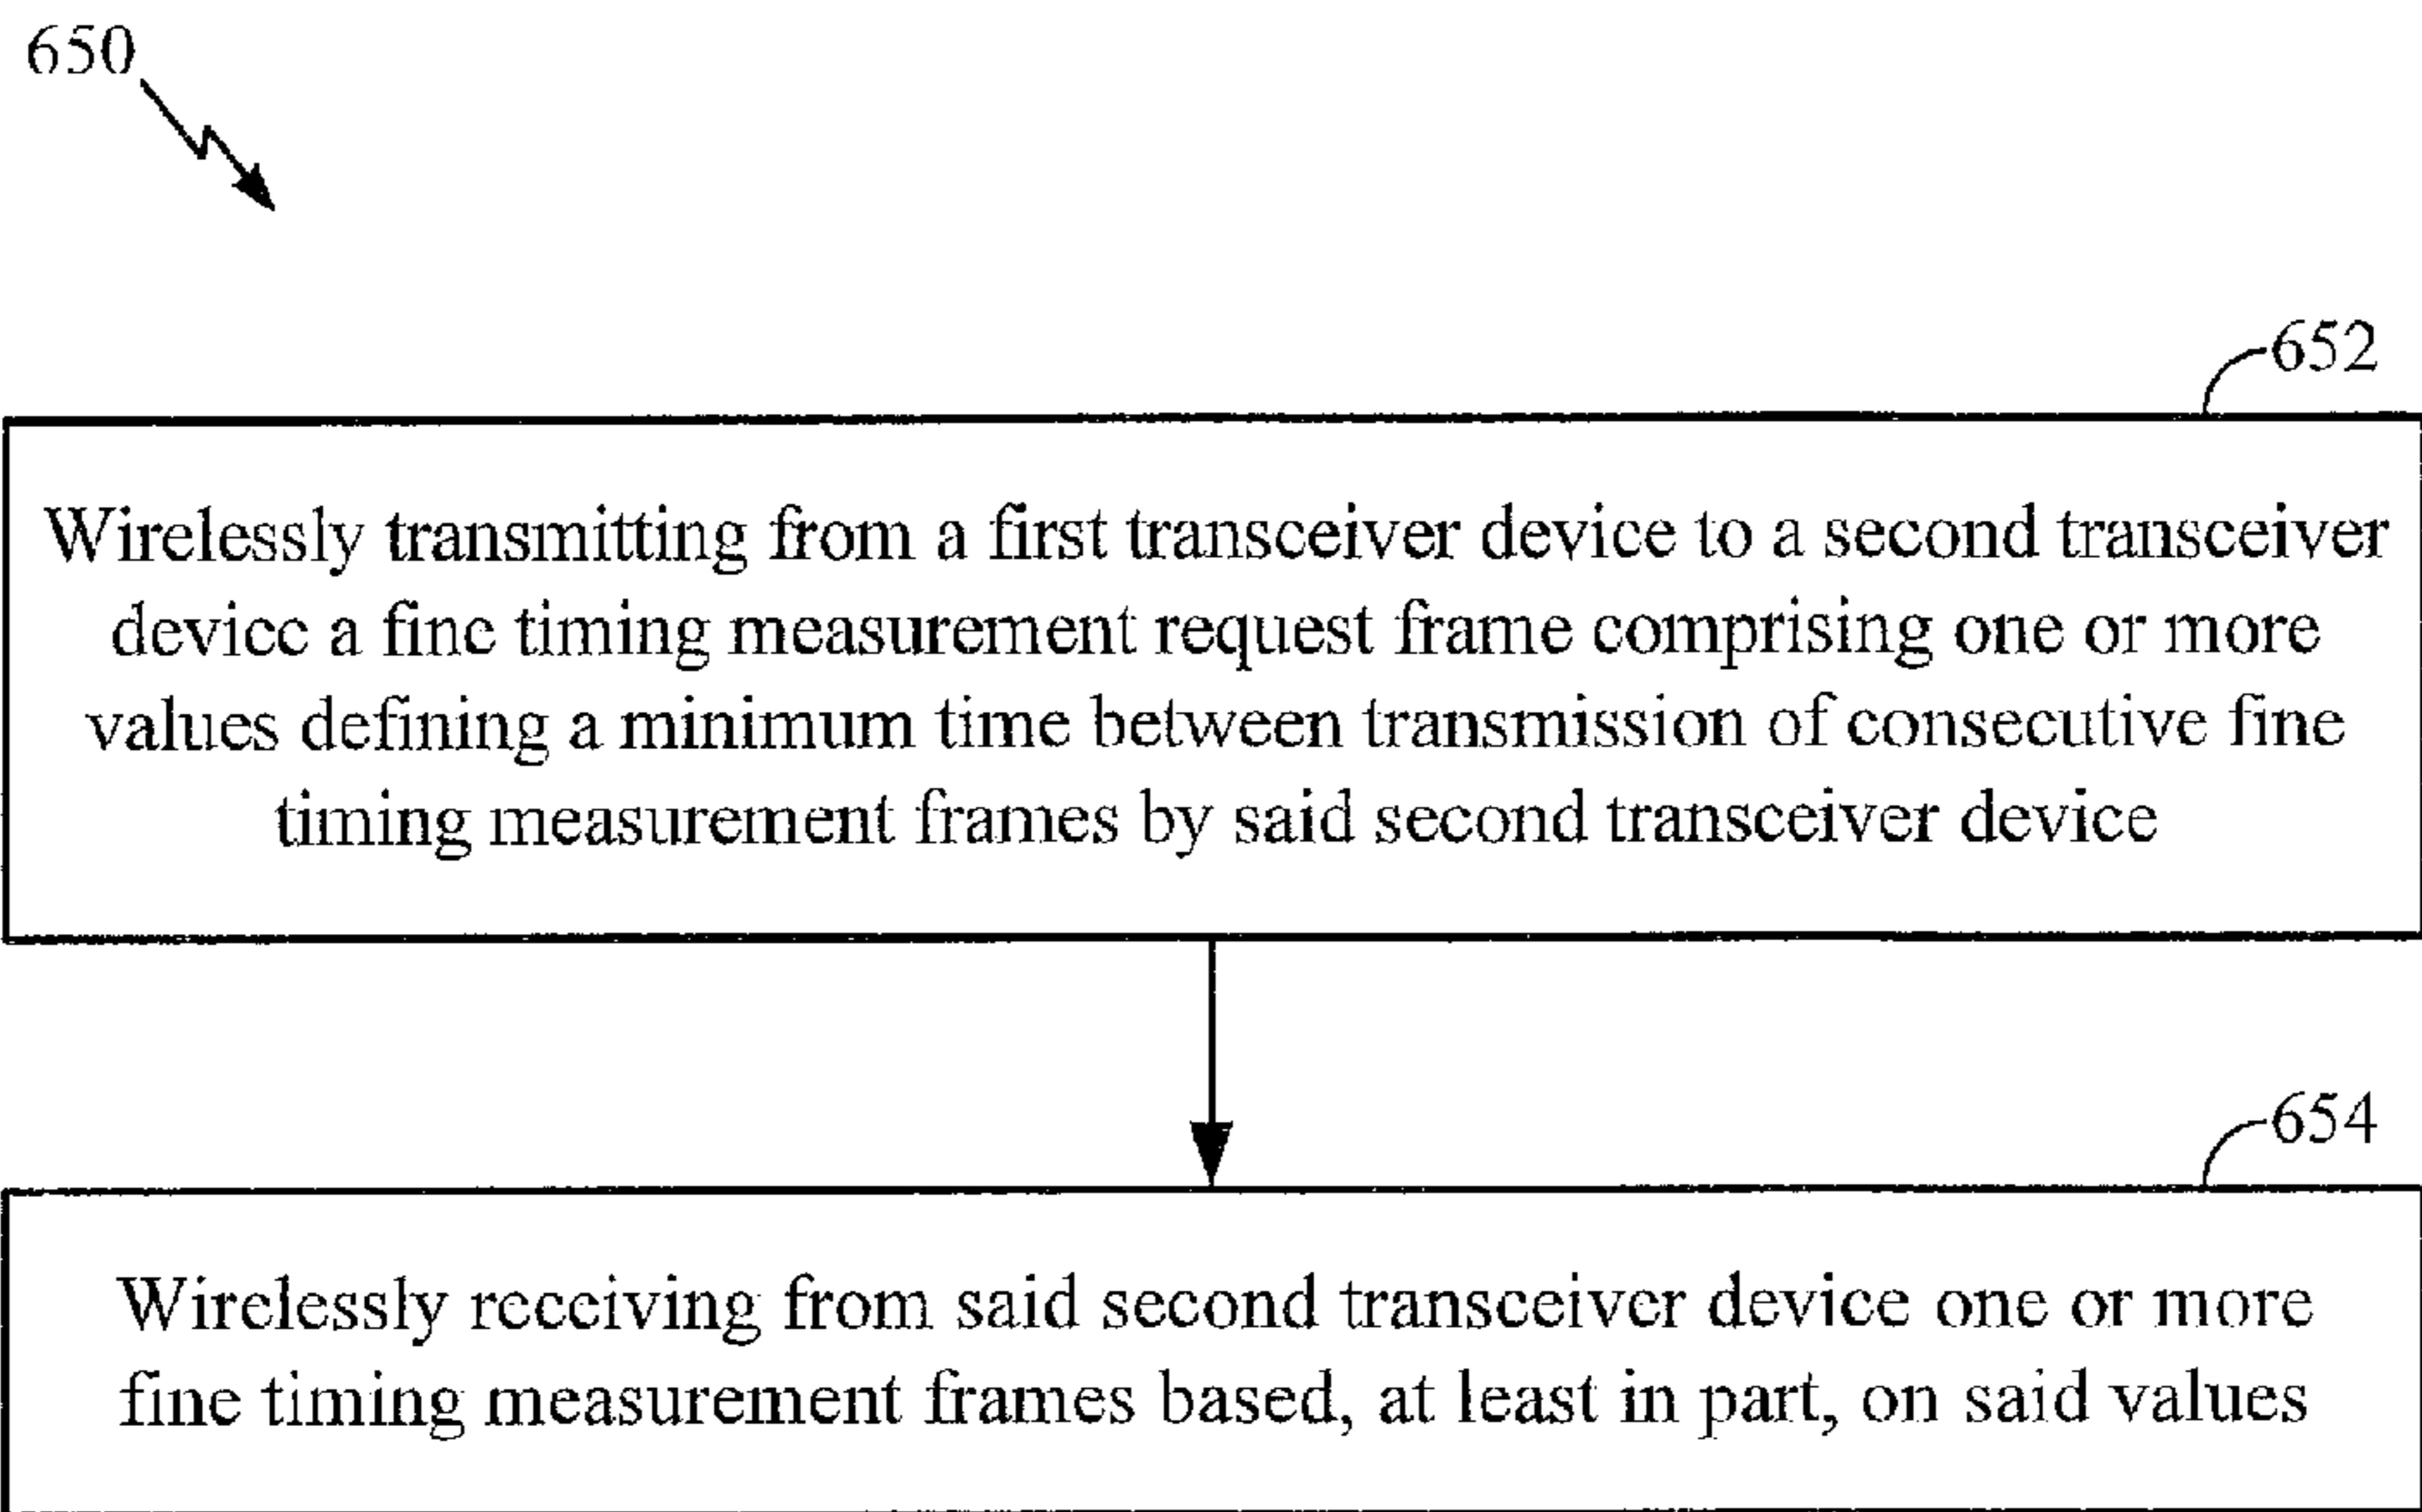 650
652
Wirelessly transmitting from a first transceiver device to a second transceiver
device a fine timing measurement request frame comprising one or more
values defining a minimum time between transmission of consecutive fine
timing measurement frames by said second transceiver device
654
Wirelessly receiving from said second transceiver device one or more
fine timing measurement frames based, at least in part, on said values